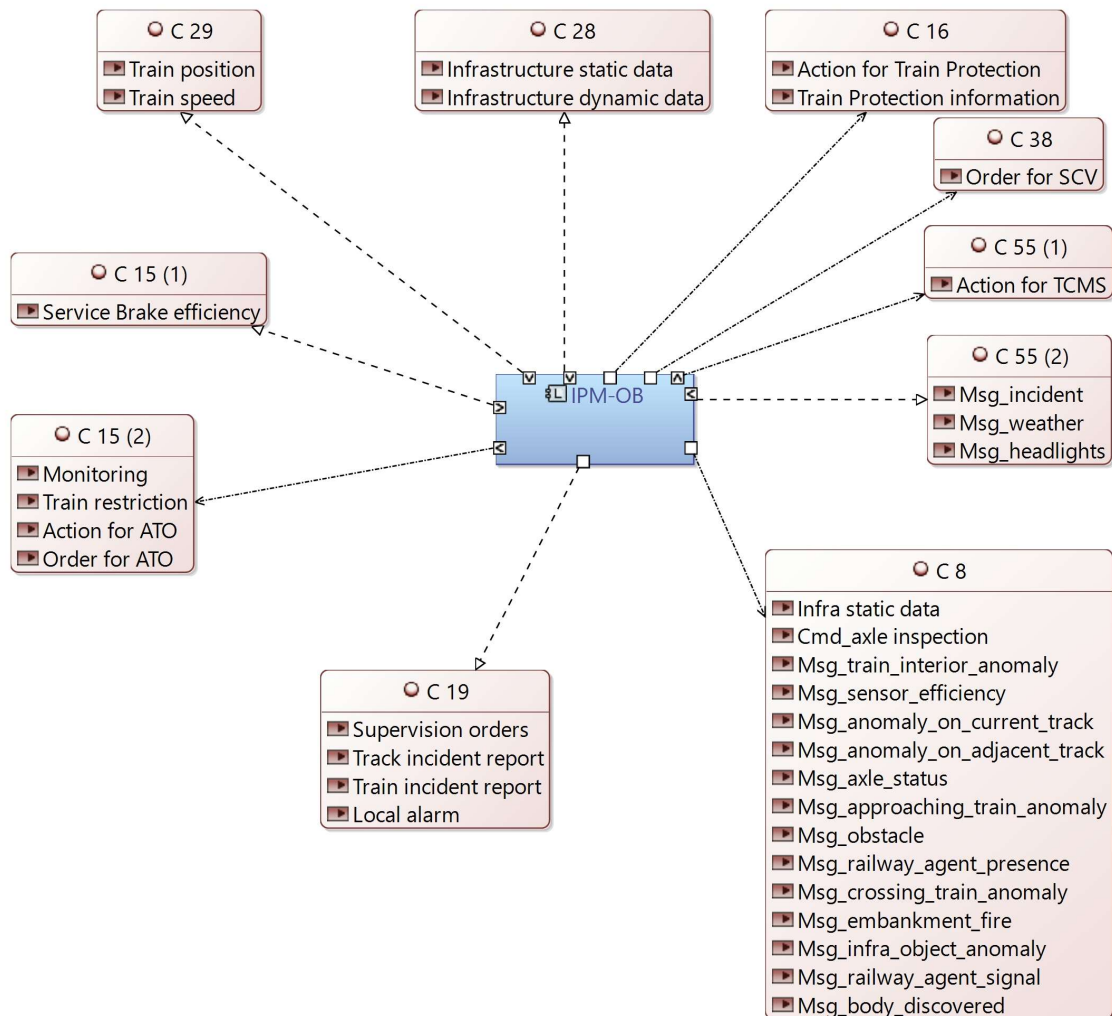 C 29
Train position
Train speed
C 28
Infrastructure static data
Infrastructure dynamic data
C 16
Action for Train Protection
Train Protection information
C 38
Order for SCV
C 55 (1)
Action for TCMS
C 15 (1)
Service Brake efficiency
C 55 (2)
Msg_incident
Msg_weather
Msg_headlights
L IPM-OB
C 15 (2)
Monitoring
Train restriction
Action for ATO
Order for ATO
C 19
Supervision orders
Track incident report
Train incident report
Local alarm
C 8
Infra static data
Cmd_axle inspection
Msg_train_interior_anomaly
Msg_sensor_efficiency
Msg_anomaly_on_current_track
Msg_anomaly_on_adjacent_track
Msg_axle_status
Msg_approaching_train_anomaly
Msg_obstacle
Msg_railway_agent_presence
Msg_crossing_train_anomaly
Msg_embankment_fire
Msg_infra_object_anomaly
Msg_railway_agent_signal
Msg_body_discovered